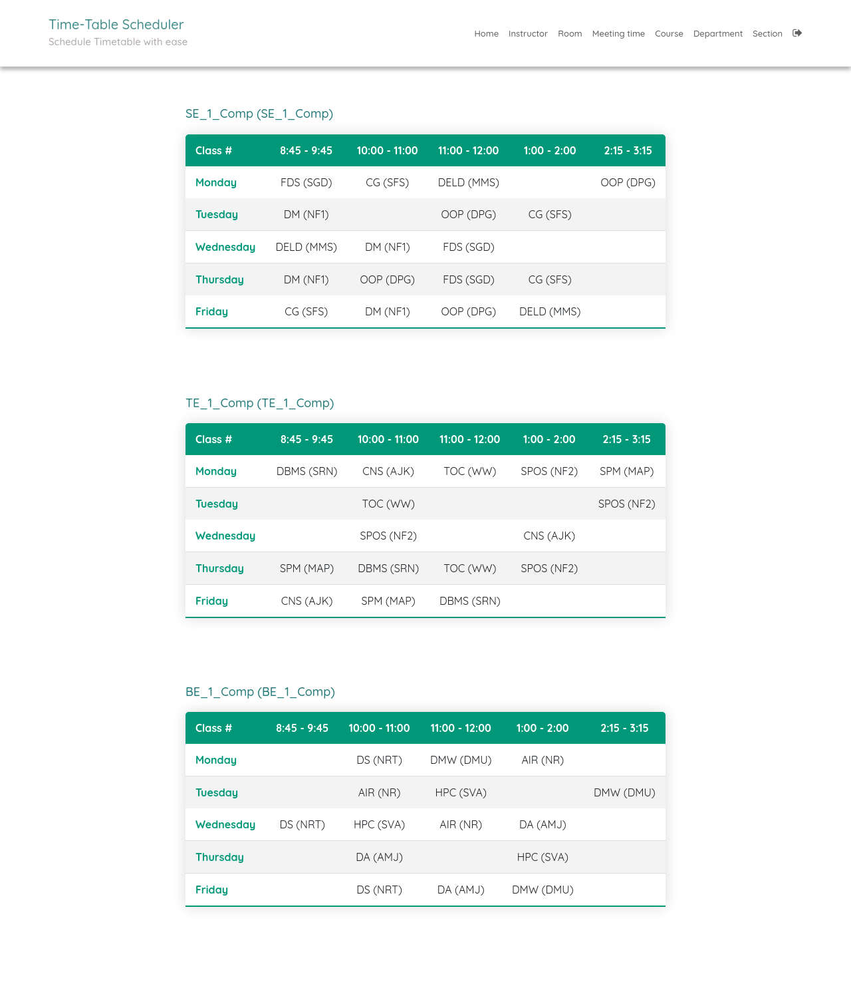 Time-Table Scheduler
Schedule Timetable with ease
Home Instructor Room Meeting time Course Department Section
SE_1_Comp (SE_1_Comp)
Class # 8:45 - 9:45 10:00 - 11:00 11:00 - 12:00 1:00 - 2:00 2:15 - 3:15
Monday FDS (SGD) CG (SFS) DELD (MMS) OOP (DPG)
Tuesday DM (NF1) OOP (DPG) CG (SFS)
Wednesday DELD (MMS) DM (NF1) FDS (SGD)
Thursday DM (NF1) OOP (DPG) FDS (SGD) CG (SFS)
Friday CG (SFS) DM (NF1) OOP (DPG) DELD (MMS)
TE_1_Comp (TE_1_Comp)
Class # 8:45 - 9:45 10:00 - 11:00 11:00 - 12:00 1:00 - 2:00 2:15 - 3:15
Monday DBMS (SRN) CNS (AJK) TOC (WW) SPOS (NF2) SPM (MAP)
Tuesday TOC (WW) SPOS (NF2)
Wednesday SPOS (NF2) CNS (AJK)
Thursday SPM (MAP) DBMS (SRN) TOC (WW) SPOS (NF2)
Friday CNS (AJK) SPM (MAP) DBMS (SRN)
BE_1_Comp (BE_1_Comp)
Class # 8:45 - 9:45 10:00 - 11:00 11:00 - 12:00 1:00 - 2:00 2:15 - 3:15
Monday DS (NRT) DMW (DMU) AIR (NR)
Tuesday AIR (NR) HPC (SVA) DMW (DMU)
Wednesday DS (NRT) HPC (SVA) AIR (NR) DA (AMJ)
Thursday DA (AMJ) HPC (SVA)
Friday DS (NRT) DA (AMJ) DMW (DMU)